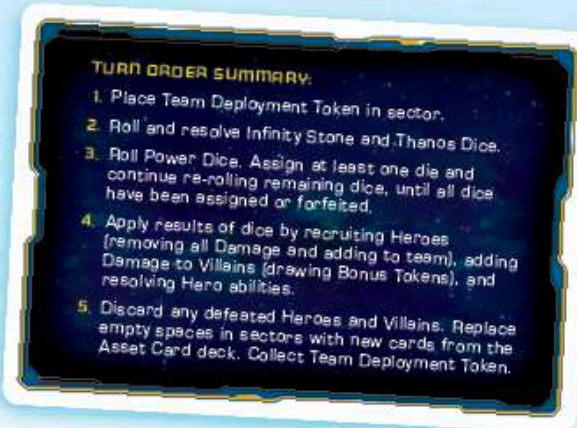 TURN ORDER SUMMARY:
1. Place Team Deployment Token in sector.
2. Roll and resolve Infinity Stone and Thanos Dice.
3. Roll Power Dice. Assign at least one die and
continue re-rolling remaining dice, until all dice
have been assigned or forfeited.
4. Apply results of dice by recruiting Heroes
(removing all Damage and adding to team), adding
Damage to Villains (drawing Bonus Tokens), and
resolving Hero abilities.
5. Discard any defeated Heroes and Villains. Replace
empty spaces in sectors with new cards from the
Asset Card deck. Collect Team Deployment Token.